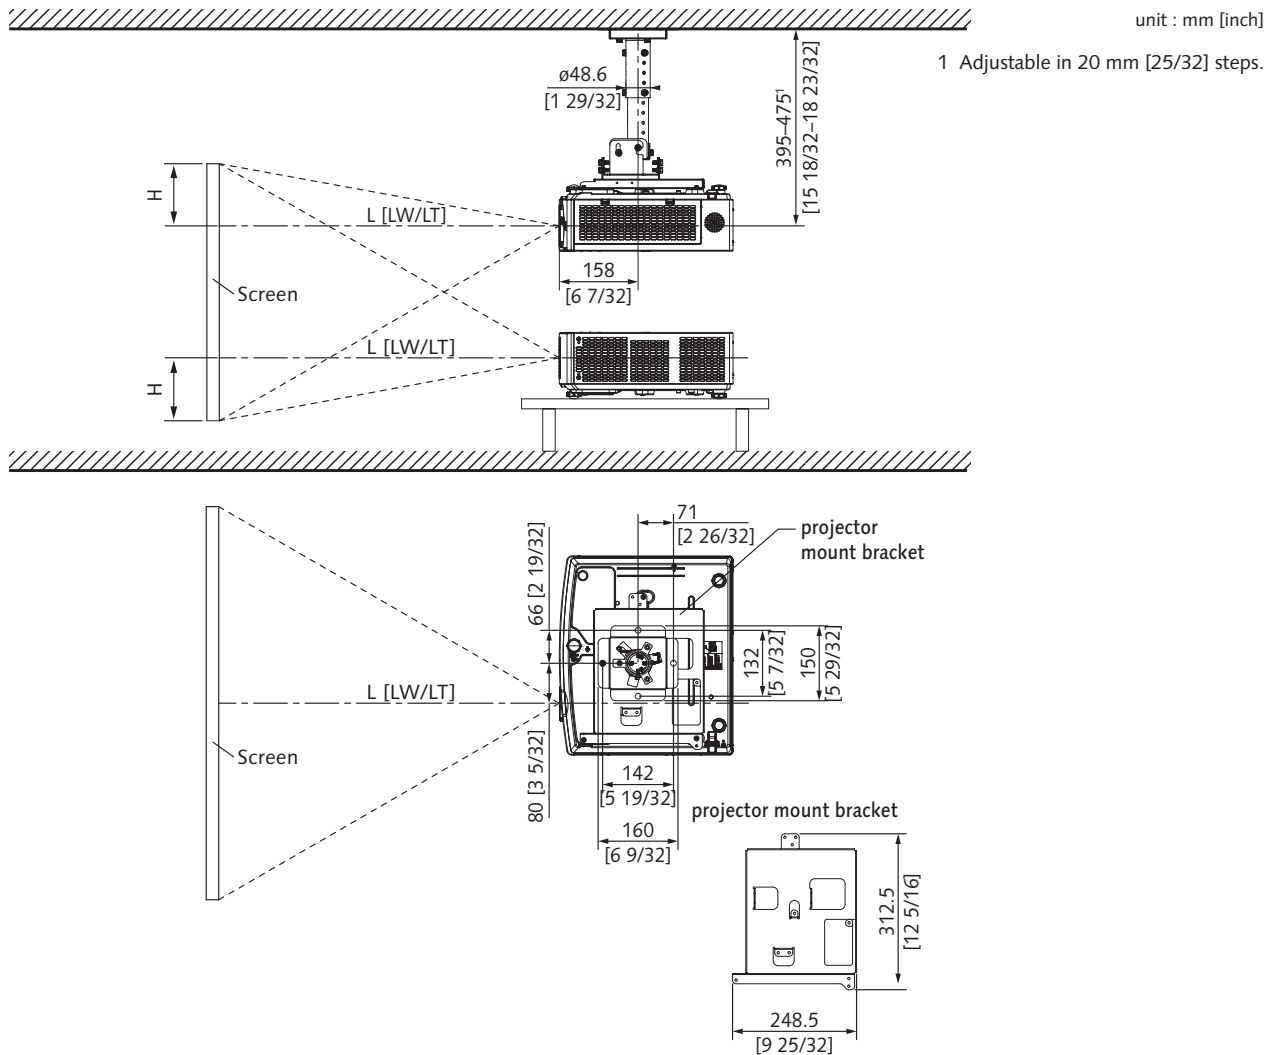 unit : mm [inch]
1 Adjustable in 20 mm [25/32] steps.
ø48.6
[1 29/32]
395–475¹
[15 18/32–18 23/32]
H
L [LW/LT]
158
[6 7/32]
Screen
L [LW/LT]
H
71
[2 26/32]
projector
mount bracket
66 [2 19/32]
132
[5 7/32]
150
[5 29/32]
L [LW/LT]
Screen
80 [3 5/32]
142
[5 19/32]
160
[6 9/32]
projector mount bracket
312.5
[12 5/16]
248.5
[9 25/32]